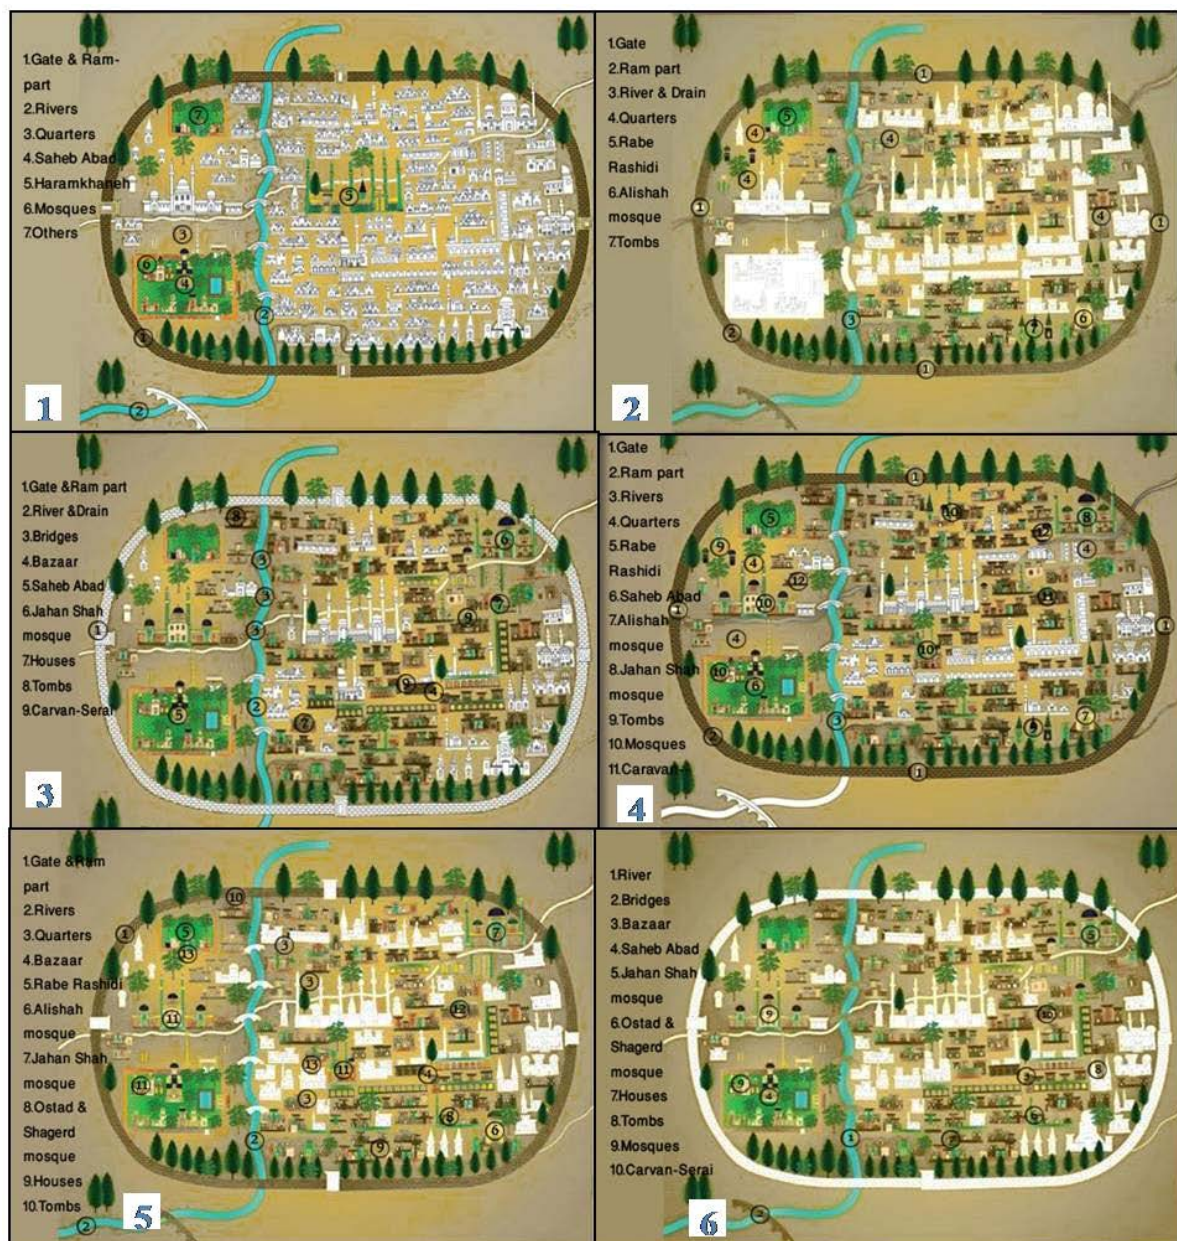 1.Gate & Ram-
part
2.Rivers
3.Quarters
4.Saheb Abad
5.Haramkhaneh
6.Mosques
7.Others
1
1.Gate
2.Ram part
3.River & Drain
4.Quarters
5.Rabe
Rashidi
6.Alishah
mosque
7.Tombs
2
1.Gate &Ram part
2.River &Drain
3.Bridges
4.Bazaar
5.Saheb Abad
6.Jahan Shah
mosque
7.Houses
8.Tombs
9.Carvan-Serai
3
1.Gate
2.Ram part
3.Rivers
4.Quarters
5.Rabe
Rashidi
6.Saheb Abad
7.Alishah
mosque
8.Jahan Shah
mosque
9.Tombs
10.Mosques
11.Caravan-
4
1.Gate &Ram
part
2.Rivers
3.Quarters
4.Bazaar
5.Rabe Rashidi
6.Alishah
mosque
7.Jahan Shah
mosque
8.Ostad &
Shagerd
mosque
9.Houses
10.Tombs
5
1.River
2.Bridges
3.Bazaar
4.Saheb Abad
5.Jahan Shah
mosque
6.Ostad &
Shagerd
mosque
7.Houses
8.Tombs
9.Mosques
10.Carvan-Serai
6